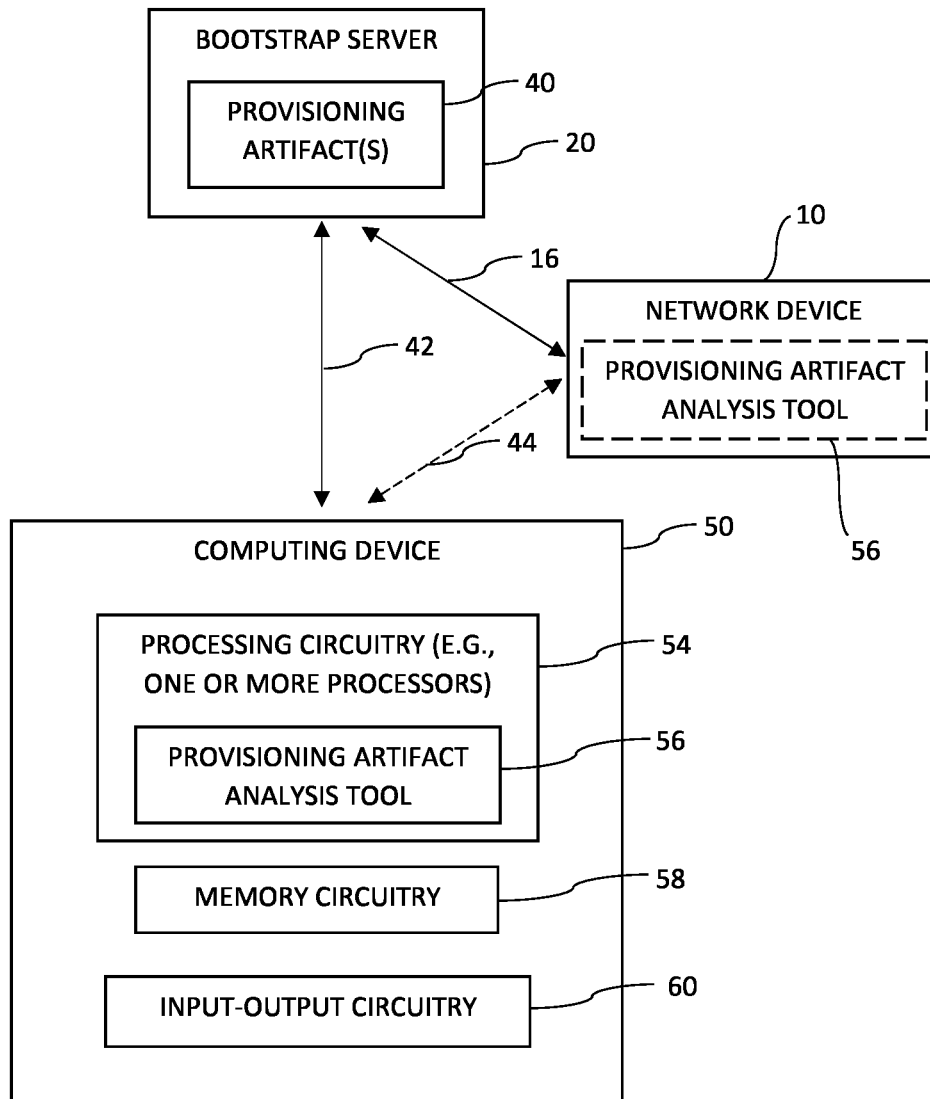 BOOTSTRAP SERVER
PROVISIONING
ARTIFACT(S)
40
20
10
16
NETWORK DEVICE
PROVISIONING ARTIFACT
ANALYSIS TOOL
42
44
56
50
COMPUTING DEVICE
PROCESSING CIRCUITRY (E.G.,
ONE OR MORE PROCESSORS)
54
PROVISIONING ARTIFACT
ANALYSIS TOOL
56
MEMORY CIRCUITRY
58
INPUT-OUTPUT CIRCUITRY
60